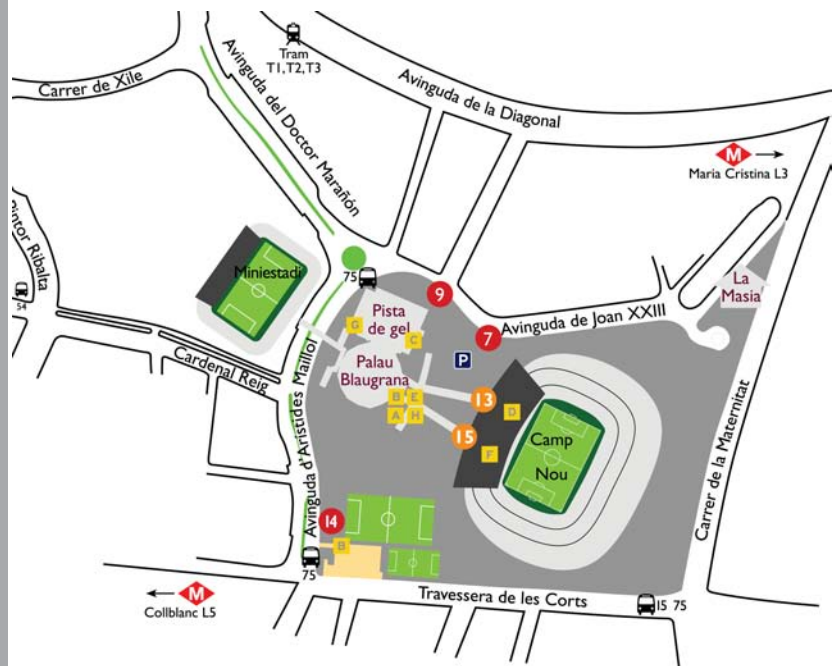 Tram
T1, T2, T3
Carrer de Xile
Avinguda del Doctor Marañón
Avinguda de la Diagonal
M
Maria Cristina L3
Pintor Ribalta
54
Miniestadi
75
9
La
Masia
Pista
de gel
G
C
7
Avinguda de Joan XXIII
P
Cardenal Reig
Palau
Blaugrana
B
E
A
H
13
D
15
F
Camp
Nou
Avinguda d'Arístides Maillol
Carrer de la Maternitat
14
B
75
M
Collblanc L5
Travessera de les Corts
15 75